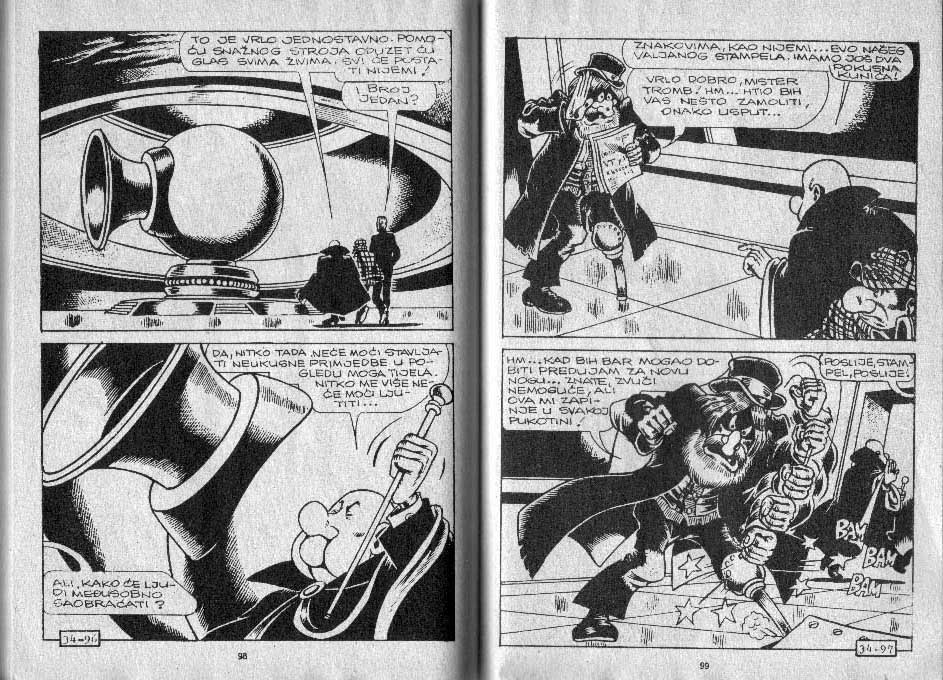 TO JE VRLO JEDNOSTAVNO. POMO-
ĆU SNAŽNOG STROJA ODUZET ĆU
GLAS SVIMA ŽIVIMA. SVI ĆE POSTA-
TI NIJEMI!
I BROJ
JEDAN?
DA, NITKO TADA NEĆE MOĆI STAVLJA-
TI NEUKUSNE PRIMJEDBE U PO-
GLEDU MOGA TIJELA.
NITKO ME VIŠE NE-
ĆE MOĆI LJU-
TITI...
ALI, KAKO ĆE LJU-
DI MEĐUSOBNO
SAOBRAĆATI?
34-96
98
ZNAKOVIMA, KAO NIJEMI... EVO NAŠEG
VALJANOG ŠTAMPELA. IMAMO JOŠ DVA
POKUSNA
KUNIĆA!
VRLO DOBRO, MISTER
TROMB! HM... HTIO BIH
VAS NEŠTO ZAMOLITI,
ONAKO USPUT...
HM... KAD BIH BAR MOGAO DO-
BITI PREDUJAM ZA NOVU
NOGU... ZNATE, ZVUČI
NEMOGUĆE, ALI
OVA MI ZAPI-
NJE U SVAKOJ
PUKOTINI!
POSLIJE, ŠTAM-
PEL, POSLIJE!
BAM
BAM
BAM
34-97
99